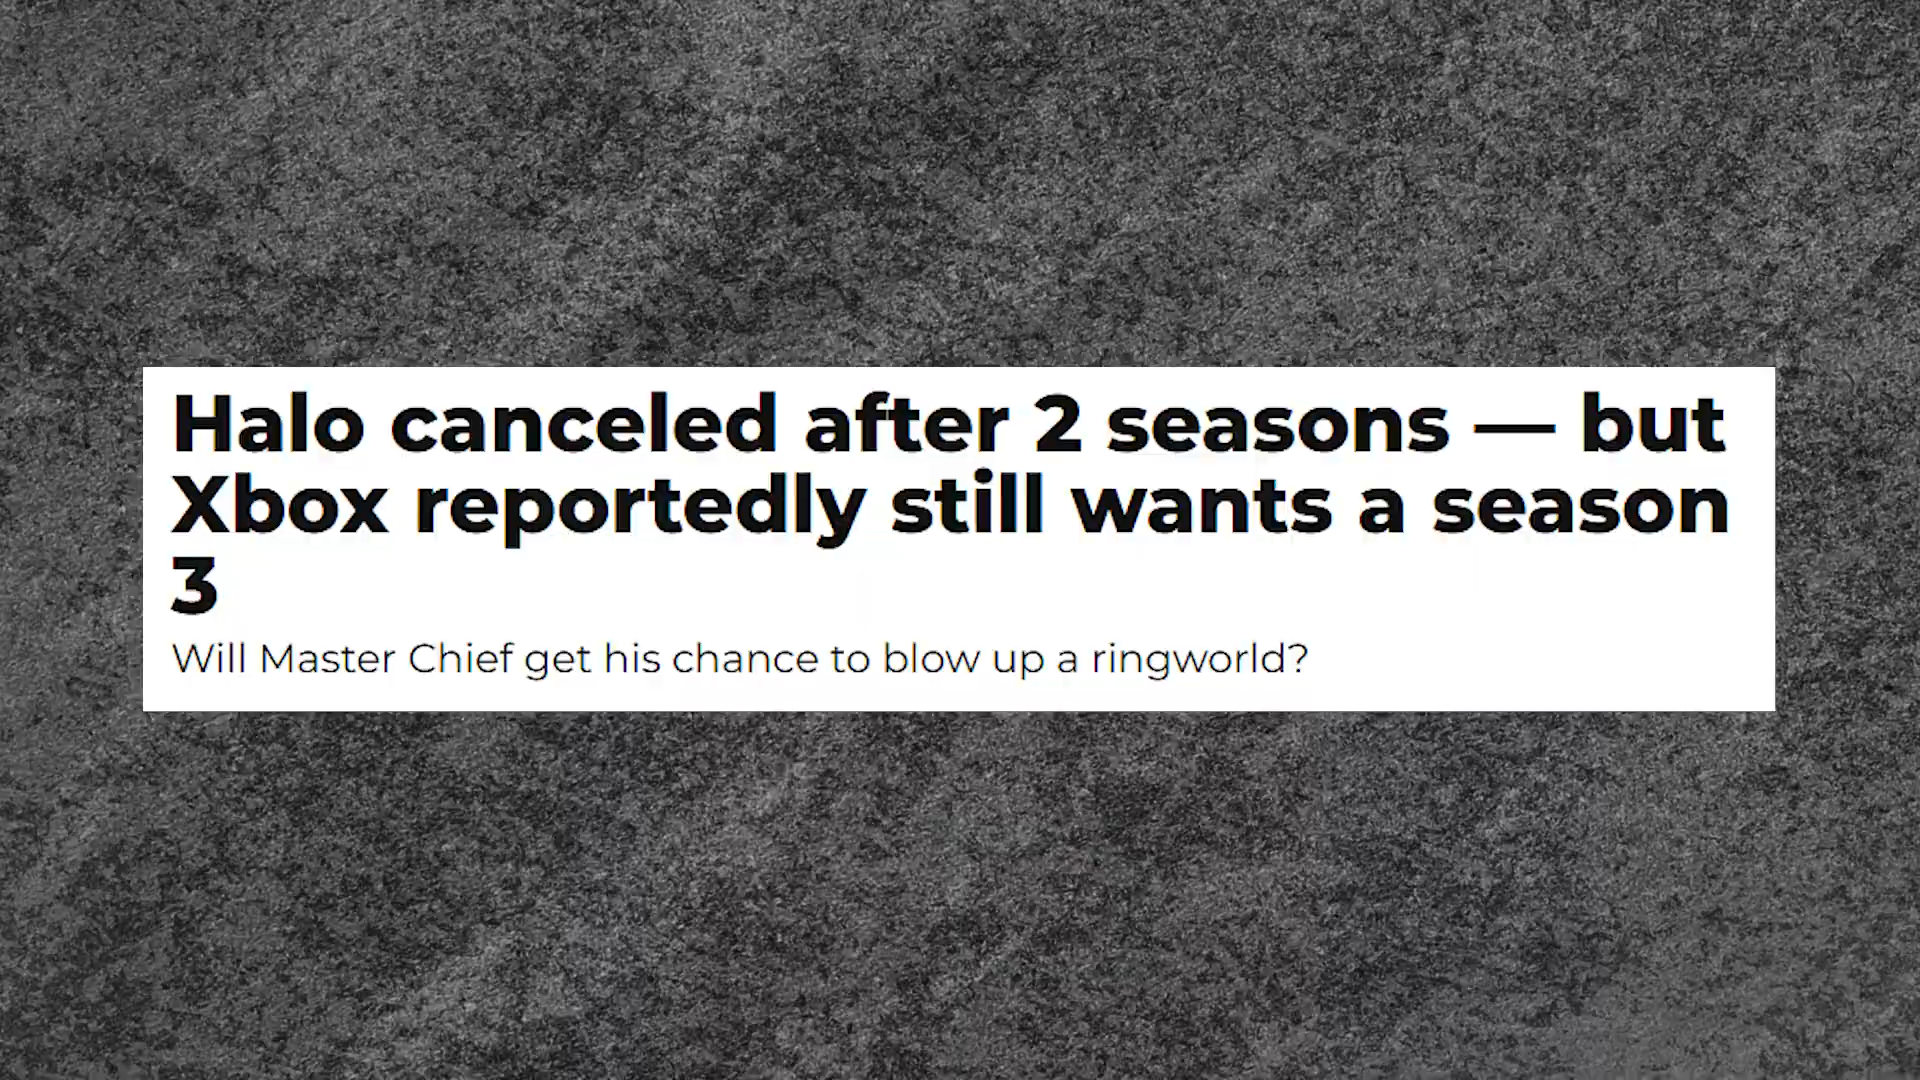 Halo canceled after 2 seasons — but
Xbox reportedly still wants a season
3
Will Master Chief get his chance to blow up a ringworld?